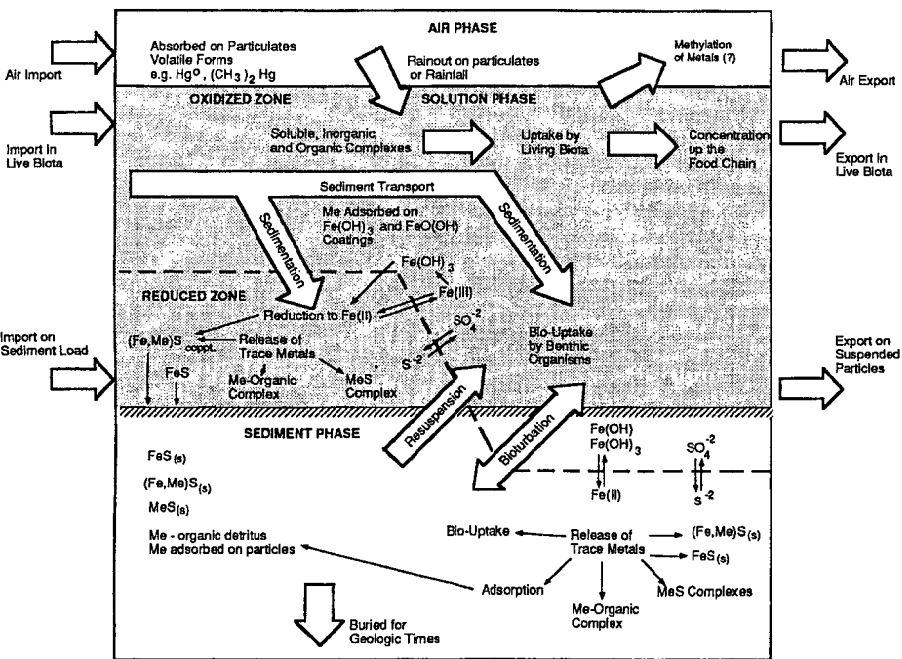 AIR PHASE
Absorbed on Particulates
Volatile Forms
e.g. Hg⁰, (CH₃)₂ Hg
Rainout on particulates
or Rainfall
Methylation
of Metals (?)
Air Import
Air Export
OXIDIZED ZONE
SOLUTION PHASE
Import In
Live Biota
Soluble, Inorganic
and Organic Complexes
Uptake by
Living Biota
Concentration
up the
Food Chain
Export In
Live Biota
Sediment Transport
Sedimentation
Sedimentation
Me Adsorbed on
Fe(OH)₃ and FeO(OH)
Coatings
Fe(OH)₃
REDUCED ZONE
Fe(III)
Reduction to Fe(II)
SO₄⁻²
S⁻²
Import on
Sediment Load
(Fe,Me)S coppt.
Release of
Trace Metals
FeS
Me-Organic
Complex
MeS
Complex
Bio-Uptake
by Benthic
Organisms
Export on
Suspended
Particles
SEDIMENT PHASE
Resuspension
Bioturbation
Fe(OH)
Fe(OH)₃
Fe(II)
SO₄⁻²
S⁻²
FeS(s)
(Fe,Me)S(s)
MeS(s)
Me - organic detritus
Me adsorbed on particles
Bio-Uptake
Release of
Trace Metals
(Fe,Me)S(s)
FeS(s)
Adsorption
MeS Complexes
Me-Organic
Complex
Buried for
Geologic Times